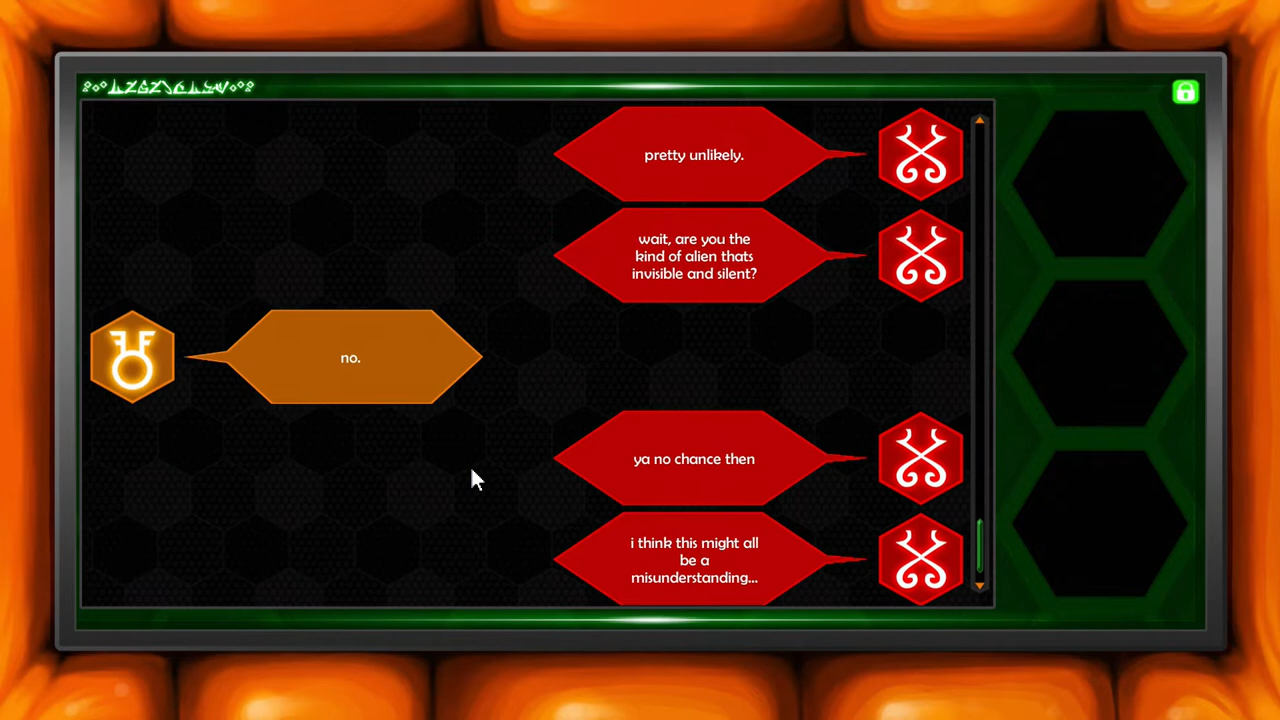 pretty unlikely.
wait, are you the
kind of alien thats
invisible and silent?
no.
ya no chance then
i think this might all
be a
misunderstanding...